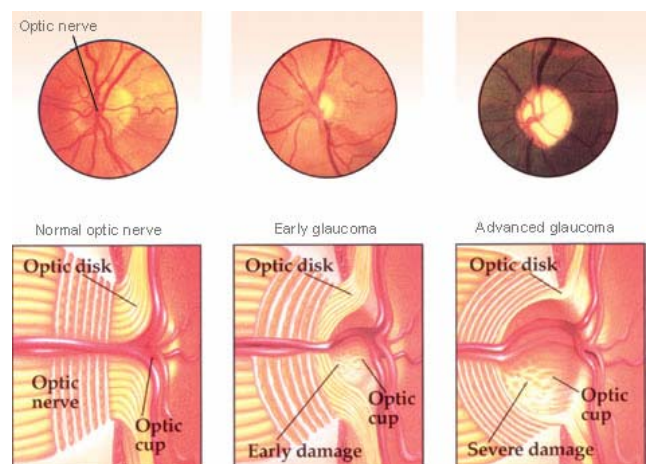 Optic nerve
Normal optic nerve
Early glaucoma
Advanced glaucoma
Optic disk
Optic
nerve
Optic
cup
Optic disk
Early damage
Optic
cup
Optic disk
Severe damage
Optic
cup